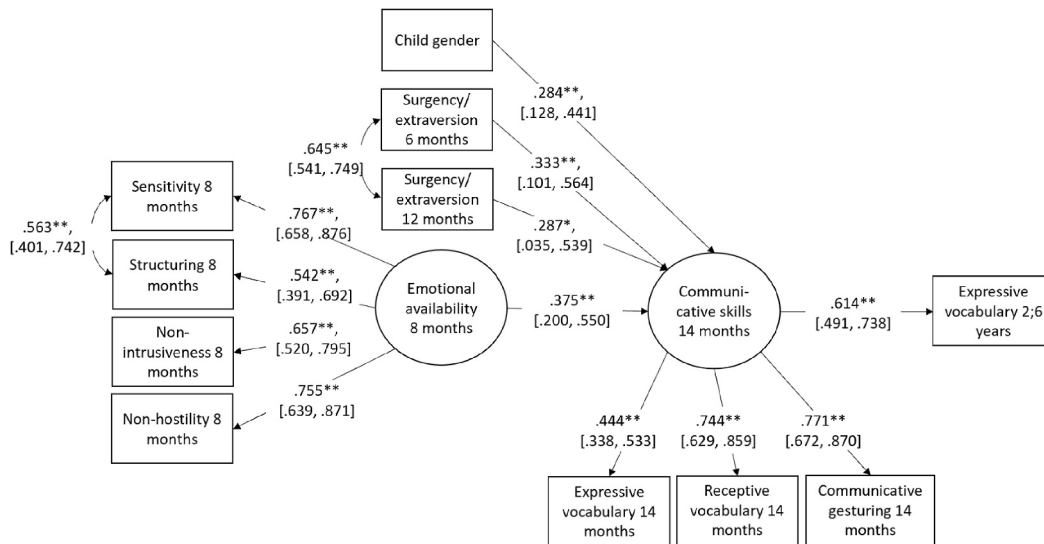 Child gender
.284**,
[.128, .441]
Surgency/
extraversion
6 months
.645**
[.541, .749]
.333**,
[.101, .564]
Surgency/
extraversion
12 months
.287*,
[.035, .539]
Sensitivity 8
months
.767**,
[.658, .876]
.563**,
[.401, .742]
Structuring 8
months
.542**,
[.391, .692]
Emotional
availability
8 months
.375**
[.200, .550]
Communi-
cative skills
14 months
.614**
[.491, .738]
Expressive
vocabulary 2;6
years
Non-
intrusiveness 8
months
.657**,
[.520, .795]
Non-hostility 8
months
.755**
[.639, .871]
.444**
[.338, .533]
.744**
[.629, .859]
.771**
[.672, .870]
Expressive
vocabulary 14
months
Receptive
vocabulary 14
months
Communicative
gesturing 14
months